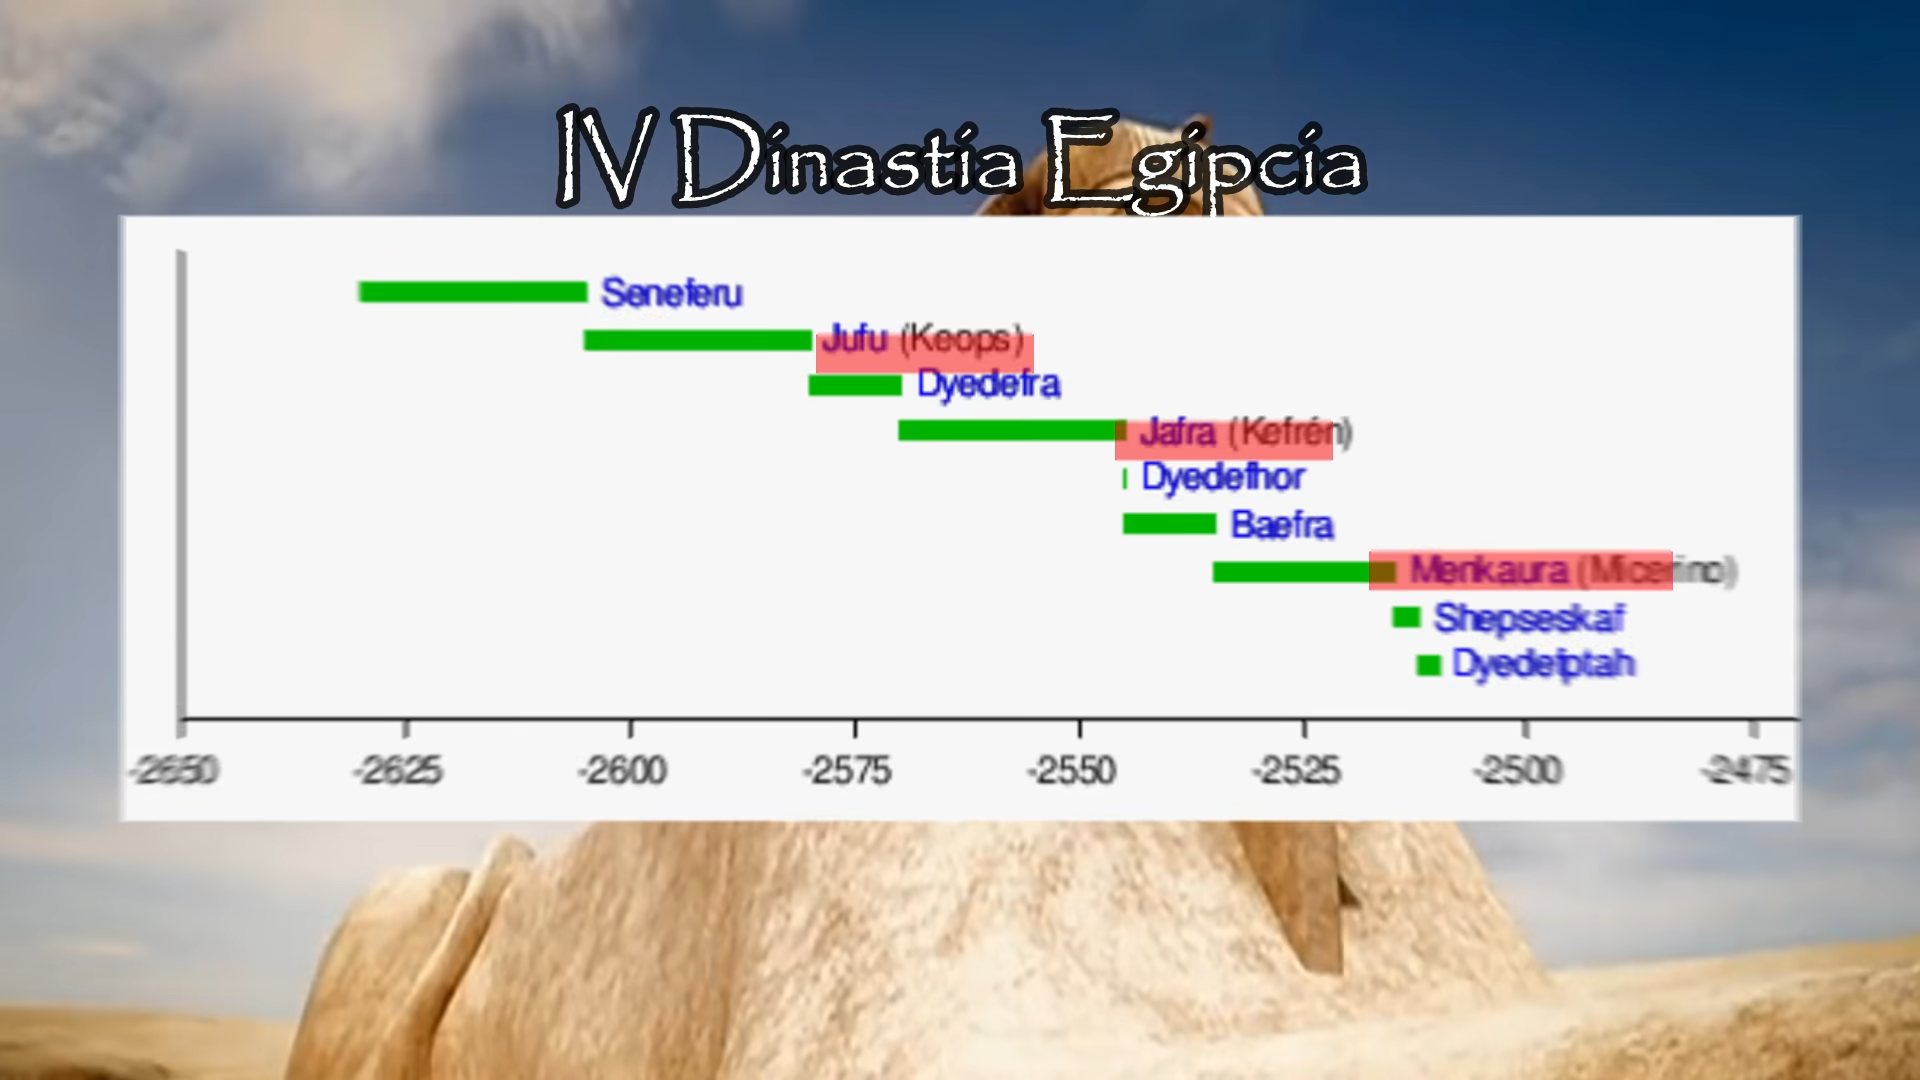 IV Dinastía Egipcia
Seneferu
Jufu (Keops)
Dyedefra
Jafra (Kefrén)
Dyedefhor
Baefra
Menkaura (Micerino)
Shepseskaf
Dyedefptah
-2650 -2625 -2600 -2575 -2550 -2525 -2500 -2475